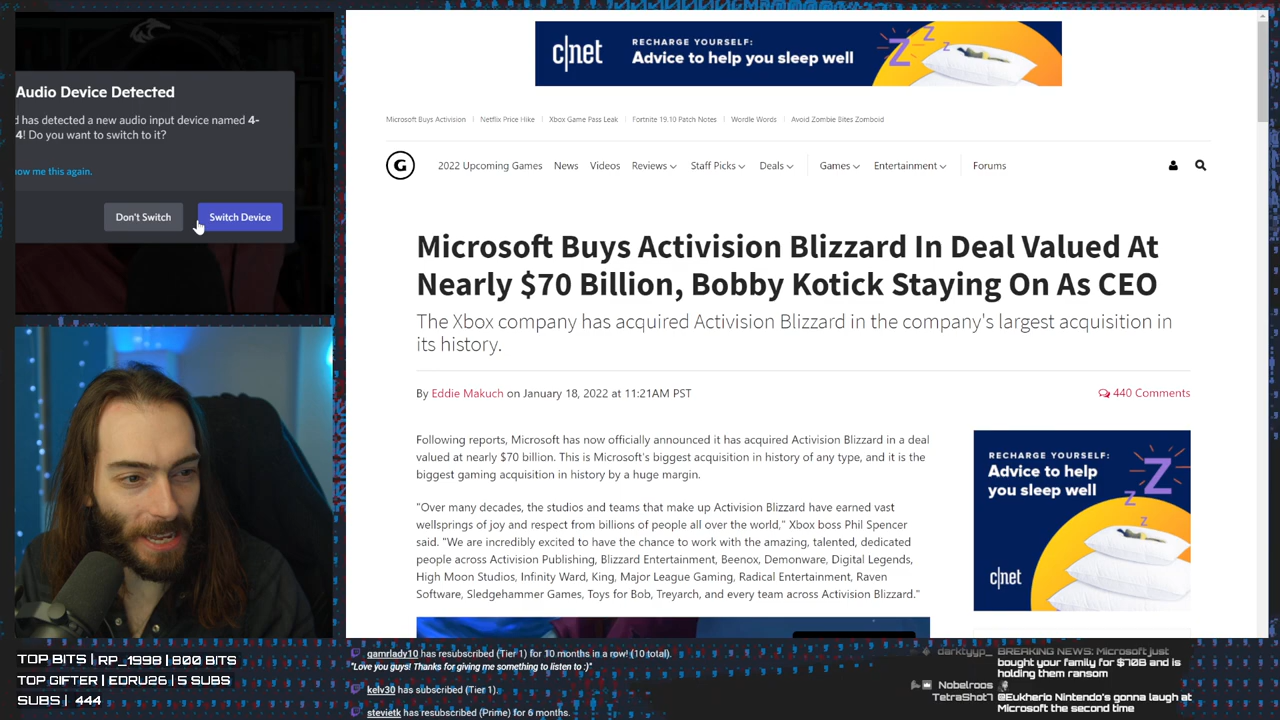 Audio Device Detected
d has detected a new audio input device named 4-
4! Do you want to switch to it?
ow me this again.
Don't Switch
Switch Device
c|net
RECHARGE YOURSELF:
Advice to help you sleep well
Microsoft Buys Activision | Netflix Price Hike | Xbox Game Pass Leak | Fortnite 19.10 Patch Notes | Wordle Words | Avoid Zombie Bites Zomboid
G
2022 Upcoming Games News Videos Reviews Staff Picks Deals Games Entertainment Forums
Microsoft Buys Activision Blizzard In Deal Valued At
Nearly $70 Billion, Bobby Kotick Staying On As CEO
The Xbox company has acquired Activision Blizzard in the company's largest acquisition in
its history.
By Eddie Makuch on January 18, 2022 at 11:21AM PST
440 Comments
Following reports, Microsoft has now officially announced it has acquired Activision Blizzard in a deal
valued at nearly $70 billion. This is Microsoft's biggest acquisition in history of any type, and it is the
biggest gaming acquisition in history by a huge margin.
"Over many decades, the studios and teams that make up Activision Blizzard have earned vast
wellsprings of joy and respect from billions of people all over the world," Xbox boss Phil Spencer
said. "We are incredibly excited to have the chance to work with the amazing, talented, dedicated
people across Activision Publishing, Blizzard Entertainment, Beenox, Demonware, Digital Legends,
High Moon Studios, Infinity Ward, King, Major League Gaming, Radical Entertainment, Raven
Software, Sledgehammer Games, Toys for Bob, Treyarch, and every team across Activision Blizzard."
RECHARGE YOURSELF:
Advice to help
you sleep well
c|net
TOP BITS | RP_1998 | 800 BITS
TOP GIFTER | EDRU26 | 5 SUBS
SUBS | 444
gamrlady10 has resubscribed (Tier 1) for 10 months in a row! (10 total).
"Love you guys! Thanks for giving me something to listen to :)"
kelv30 has subscribed (Tier 1).
stevietk has resubscribed (Prime) for 6 months.
darktyyp_ BREAKING NEWS: Microsoft just
bought your family for $70B and is
holding them ransom
Nobelroos
TetraShot7 @Eukherio Nintendo's gonna laugh at
Microsoft the second time